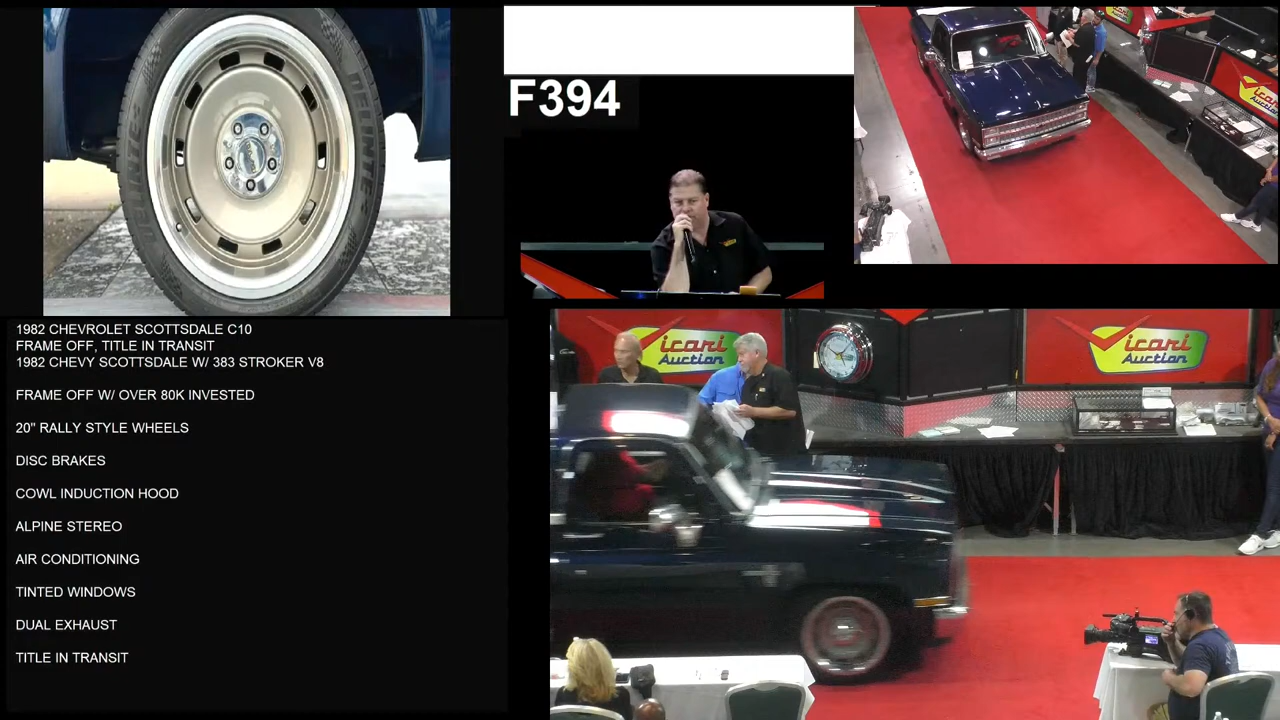 F394
1982 CHEVROLET SCOTTSDALE C10
FRAME OFF, TITLE IN TRANSIT
1982 CHEVY SCOTTSDALE W/ 383 STROKER V8
FRAME OFF W/ OVER 80K INVESTED
20" RALLY STYLE WHEELS
DISC BRAKES
COWL INDUCTION HOOD
ALPINE STEREO
AIR CONDITIONING
TINTED WINDOWS
DUAL EXHAUST
TITLE IN TRANSIT
Vicari
Auction
Vicari
Auction